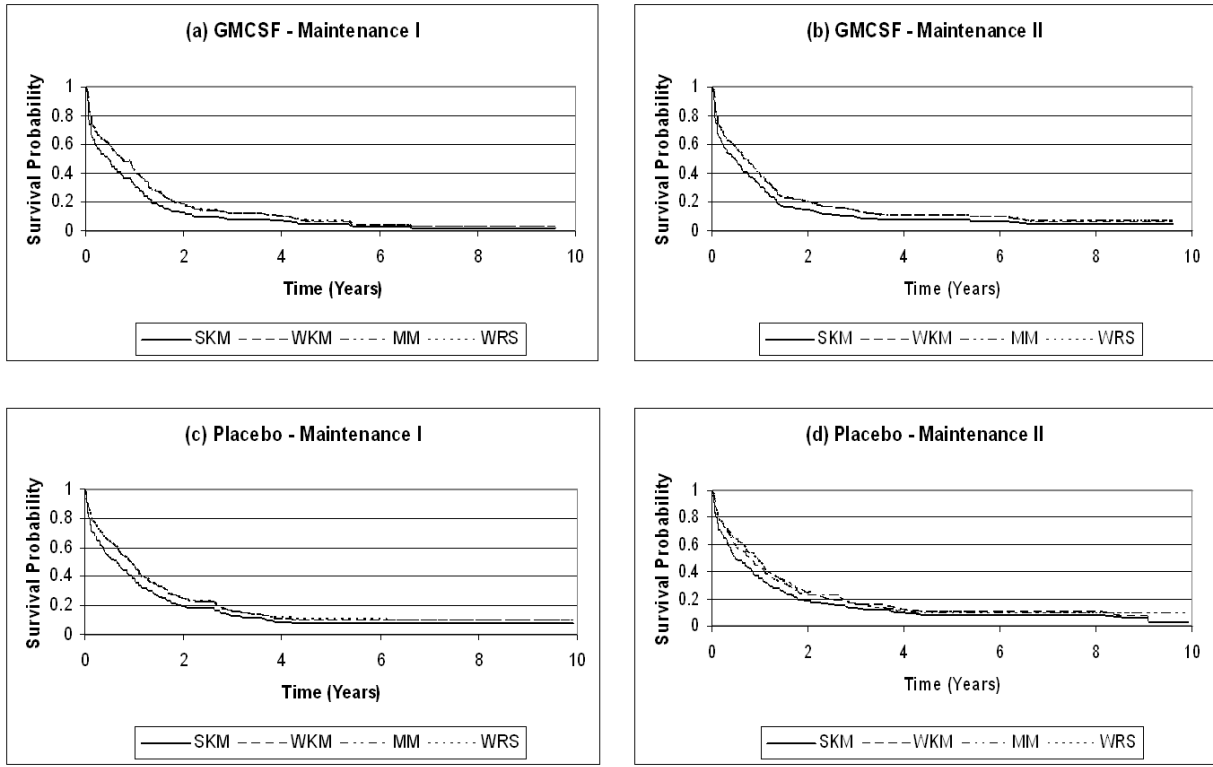 (a) GMCSF - Maintenance I
Survival Probability
1
0.8
0.6
0.4
0.2
0
0 2 4 6 8 10
Time (Years)
SKM WKM MM WRS
(b) GMCSF - Maintenance II
Survival Probability
1
0.8
0.6
0.4
0.2
0
0 2 4 6 8 10
Time (Years)
SKM WKM MM WRS
(c) Placebo - Maintenance I
Survival Probability
1
0.8
0.6
0.4
0.2
0
0 2 4 6 8 10
Time (Years)
SKM WKM MM WRS
(d) Placebo - Maintenance II
Survival Probability
1
0.8
0.6
0.4
0.2
0
0 2 4 6 8 10
Time (Years)
SKM WKM MM WRS